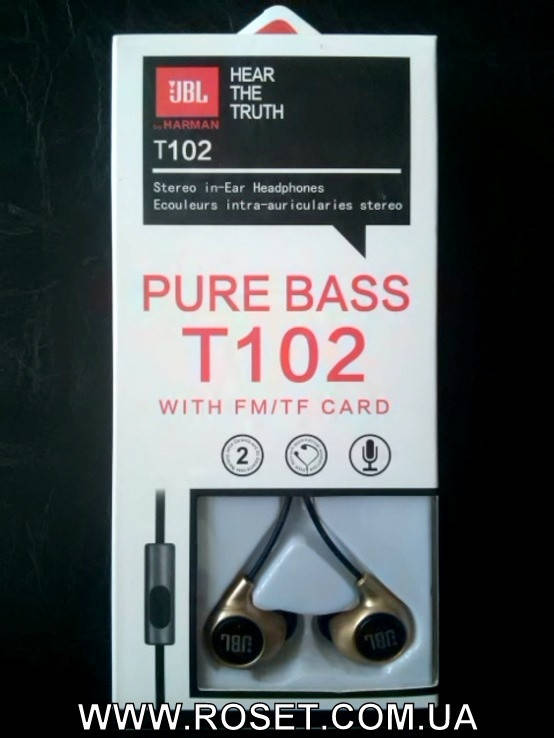 JBL
by HARMAN
HEAR
THE
TRUTH
T102
Stereo in-Ear Headphones
Ecouleurs intra-auricularies stereo
PURE BASS
T102
WITH FM/TF CARD
2
JBL
JBL
WWW.ROSET.COM.UA